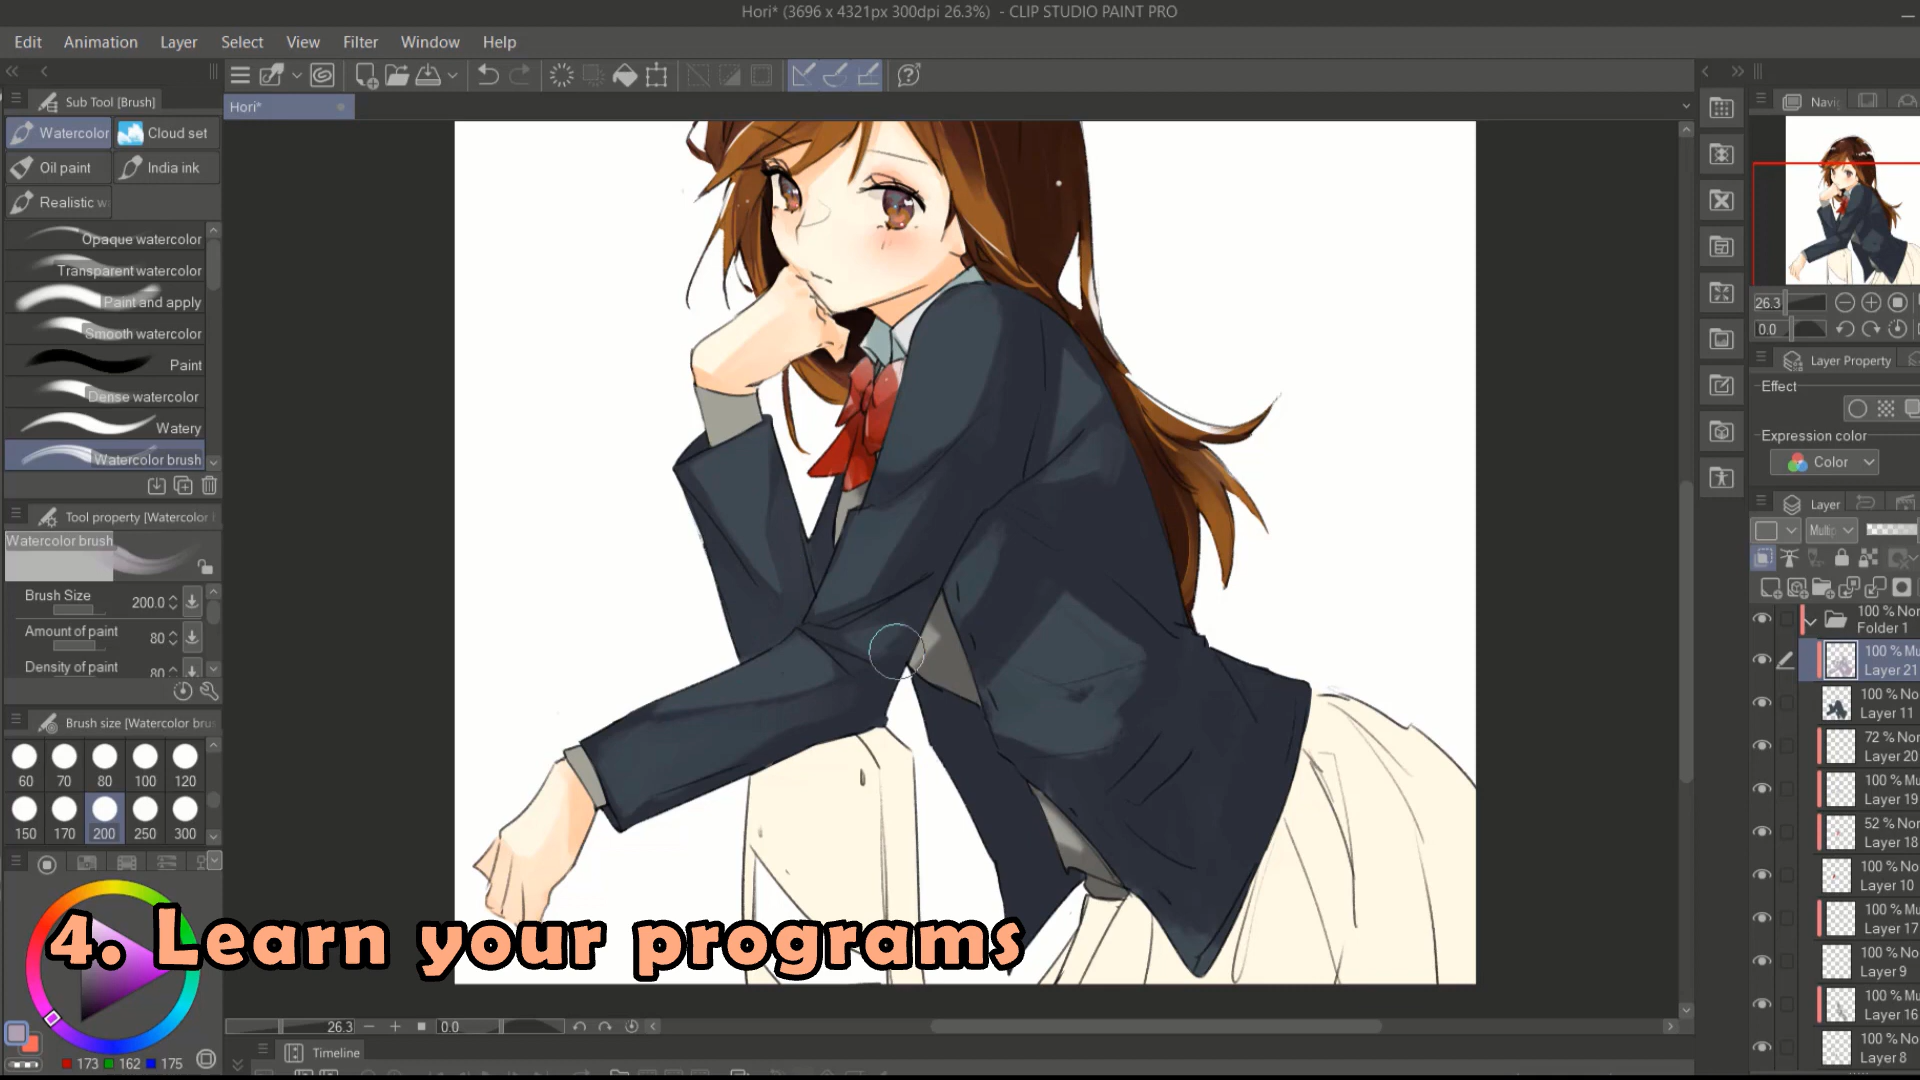 Hori* (3696 x 4321px 300dpi 26.3%) - CLIP STUDIO PAINT PRO
Edit Animation Layer Select View Filter Window Help
Sub Tool [Brush]
Hori*
Watercolor Cloud set
Oil paint India ink
Realistic w
Opaque watercolor
Transparent watercolor
Paint and apply
Smooth watercolor
Paint
Dense watercolor
Watery
Watercolor brush
Tool property [Watercolor
Watercolor brush
Brush Size 200.0
Amount of paint 80
Density of paint 80
Brush size [Watercolor brus
60 70 80 100 120
150 170 200 250 300
173 162 175
4. Learn your programs
26.3 0.0
Timeline
Navi
26.3
0.0
Layer Property
Effect
Expression color
Color
Layer
Multip
100 % Nor
Folder 1
100 % Mu
Layer 21
100 % No
Layer 11
72 % Nor
Layer 20
100 % Nor
Layer 19
52 % Nor
Layer 18
100 % No
Layer 10
100 % Mu
Layer 17
100 % No
Layer 9
100 % Mu
Layer 16
100 % No
Layer 8